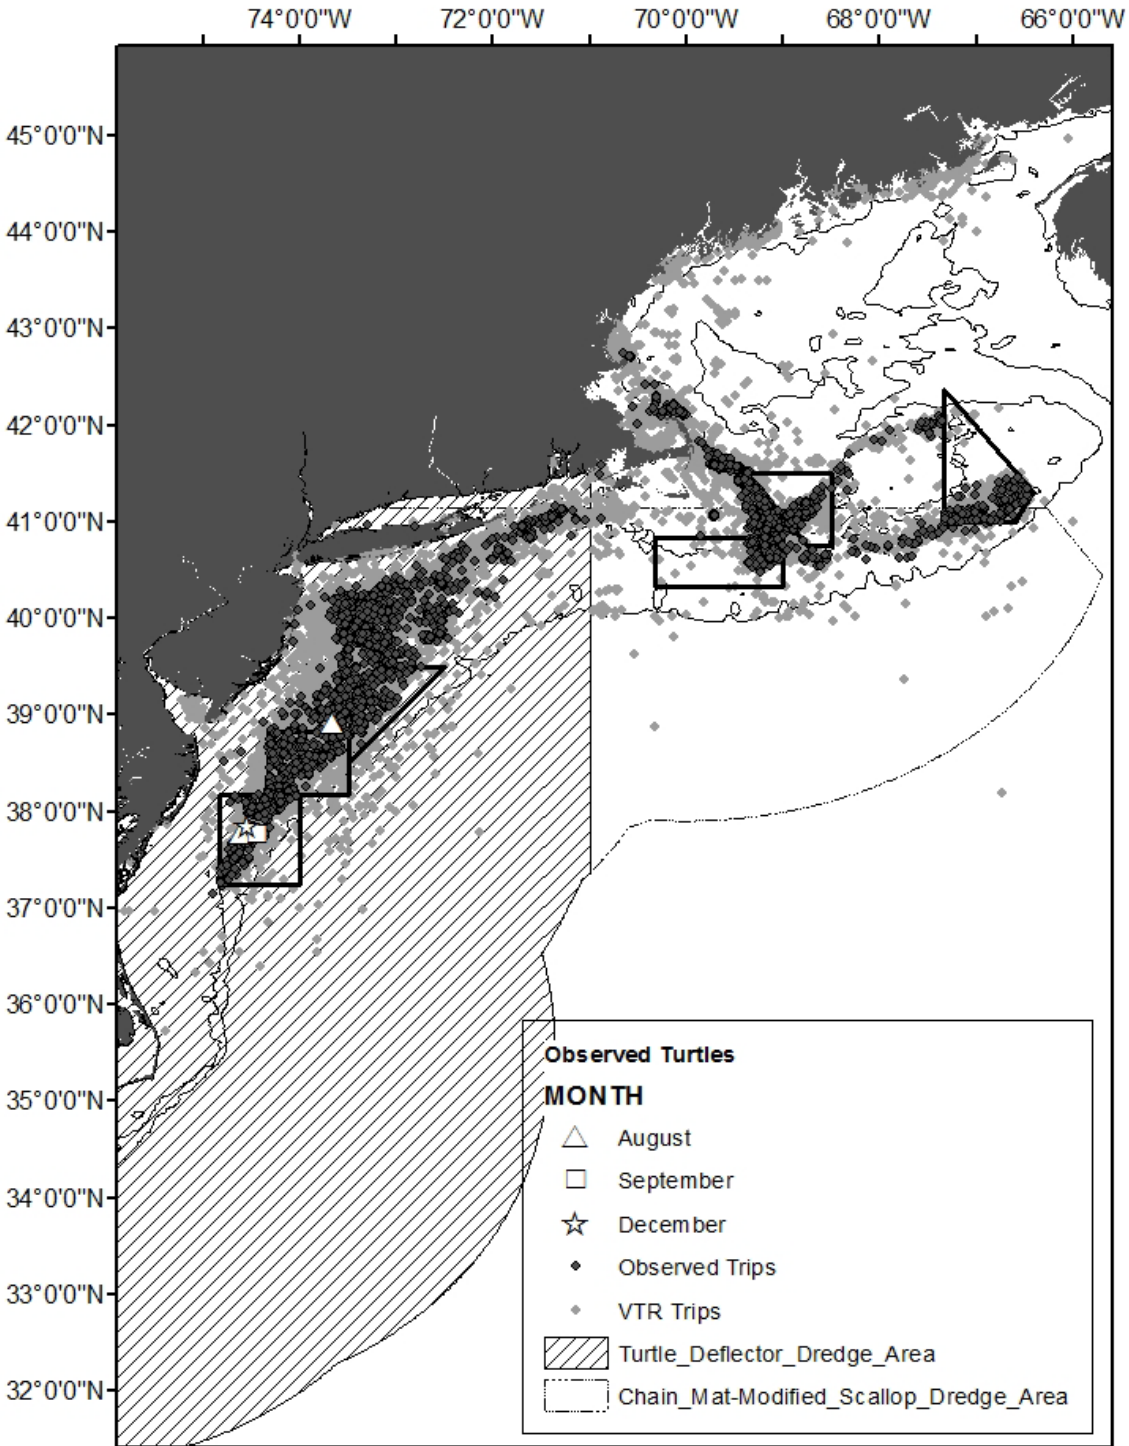 74°0'0"W 72°0'0"W 70°0'0"W 68°0'0"W 66°0'0"W
45°0'0"N
44°0'0"N
43°0'0"N
42°0'0"N
41°0'0"N
40°0'0"N
39°0'0"N
38°0'0"N
37°0'0"N
36°0'0"N
35°0'0"N
34°0'0"N
33°0'0"N
32°0'0"N
Observed Turtles
MONTH
August
September
December
Observed Trips
VTR Trips
Turtle_Deflector_Dredge_Area
Chain_Mat-Modified_Scallop_Dredge_Area